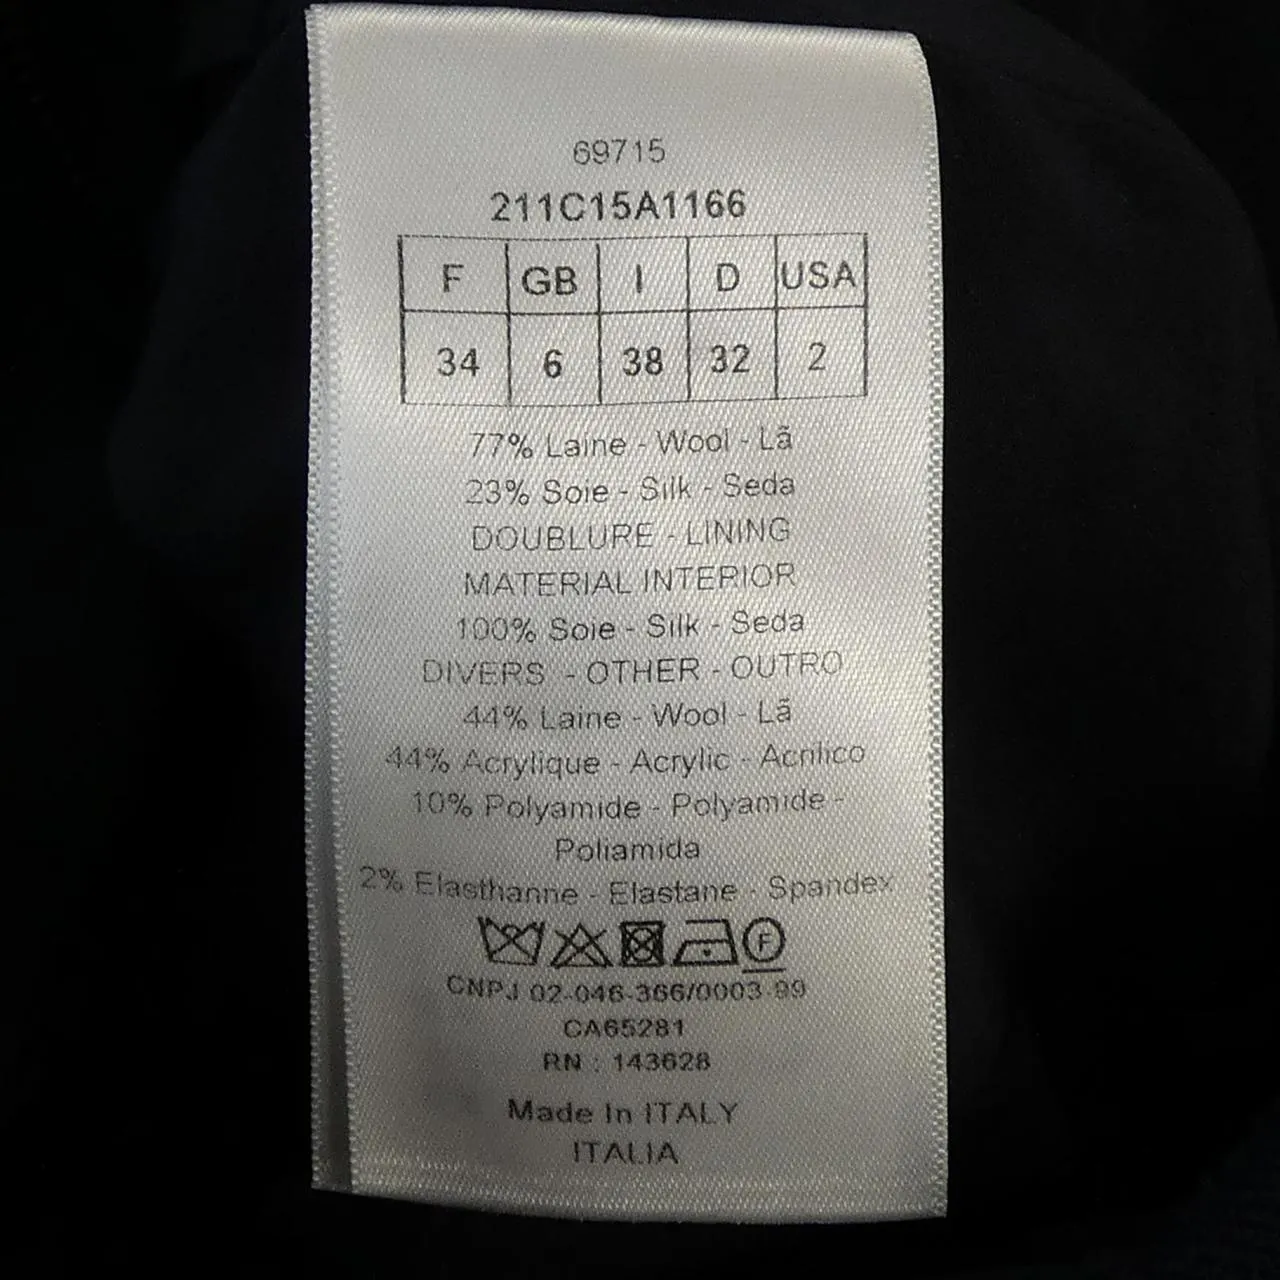 69715
211C15A1166
F GB I D USA
34 6 38 32 2
77% Laine - Wool - Lã
23% Soie - Silk - Seda
DOUBLURE - LINING
MATERIAL INTERIOR
100% Soie - Silk - Seda
DIVERS - OTHER - OUTRO
44% Laine - Wool - Lã
44% Acrylique - Acrylic - Acrilico
10% Polyamide - Polyamide -
Poliamida
2% Elasthanne - Elastane - Spandex
F
CNPJ 02-046-366/0003-99
CA65281
RN : 143628
Made In ITALY
ITALIA